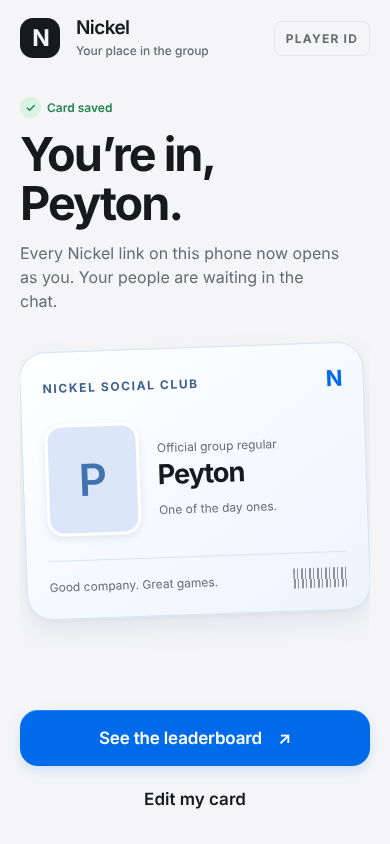 N
Nickel
Your place in the group
PLAYER ID
Card saved
You’re in,
Peyton.
Every Nickel link on this phone now opens
as you. Your people are waiting in the
chat.
NICKEL SOCIAL CLUB
N
P
Official group regular
Peyton
One of the day ones.
Good company. Great games.
See the leaderboard
Edit my card